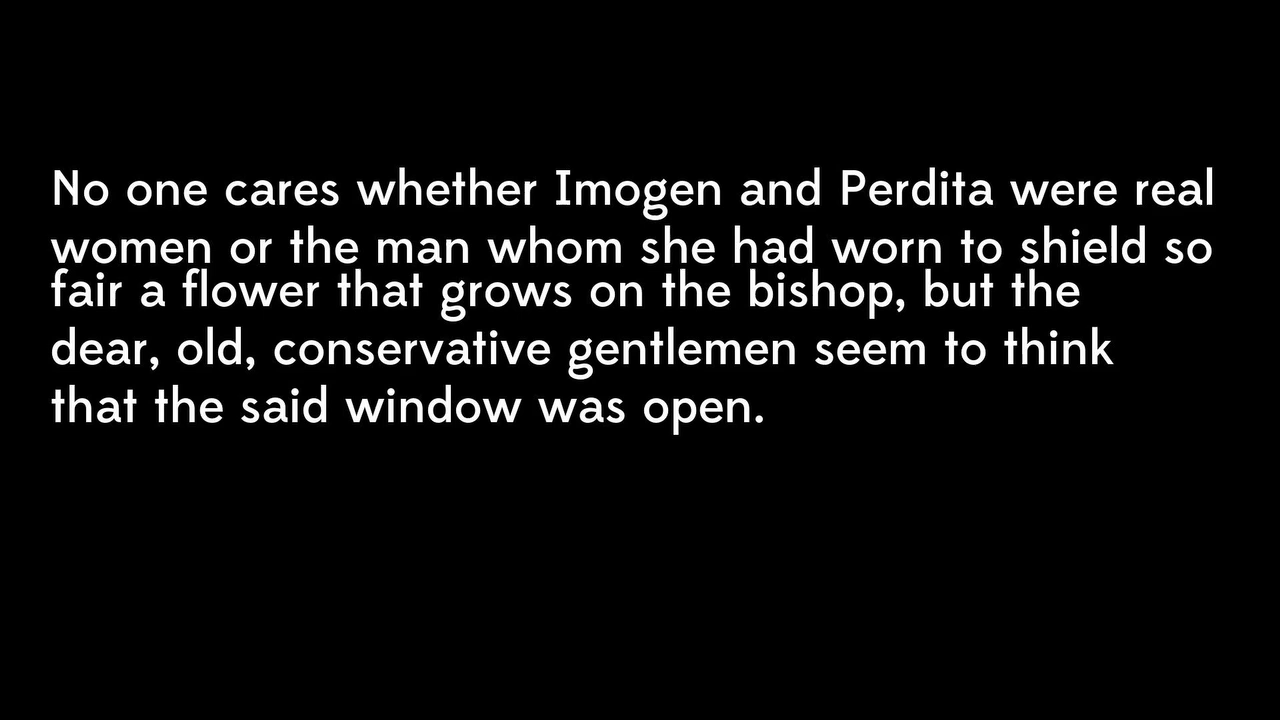 No one cares whether Imogen and Perdita were real
women or the man whom she had worn to shield so
fair a flower that grows on the bishop, but the
dear, old, conservative gentlemen seem to think
that the said window was open.